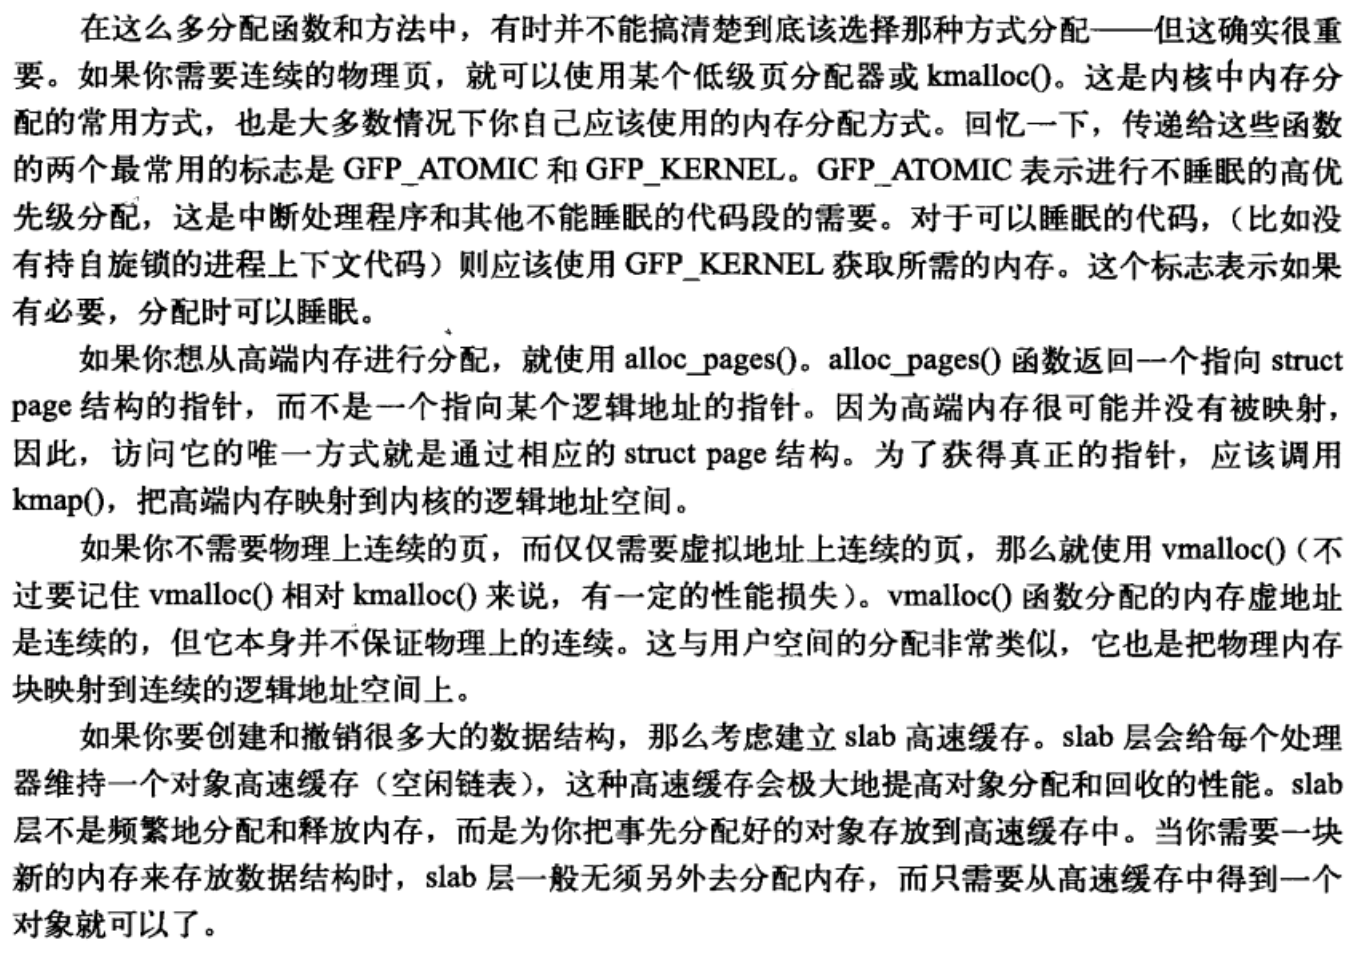 在这么多分配函数和方法中，有时并不能搞清楚到底该选择那种方式分配——但这确实很重
要。如果你需要连续的物理页，就可以使用某个低级页分配器或 kmalloc()。这是内核中内存分
配的常用方式，也是大多数情况下你自己应该使用的内存分配方式。回忆一下，传递给这些函数
的两个最常用的标志是 GFP_ATOMIC 和 GFP_KERNEL。GFP_ATOMIC 表示进行不睡眠的高优
先级分配，这是中断处理程序和其他不能睡眠的代码段的需要。对于可以睡眠的代码，（比如没
有持自旋锁的进程上下文代码）则应该使用 GFP_KERNEL 获取所需的内存。这个标志表示如果
有必要，分配时可以睡眠。
如果你想从高端内存进行分配，就使用 alloc_pages()。alloc_pages() 函数返回一个指向 struct
page 结构的指针，而不是一个指向某个逻辑地址的指针。因为高端内存很可能并没有被映射，
因此，访问它的唯一方式就是通过相应的 struct page 结构。为了获得真正的指针，应该调用
kmap()，把高端内存映射到内核的逻辑地址空间。
如果你不需要物理上连续的页，而仅仅需要虚拟地址上连续的页，那么就使用 vmalloc()（不
过要记住 vmalloc() 相对 kmalloc() 来说，有一定的性能损失）。vmalloc() 函数分配的内存虚地址
是连续的，但它本身并不保证物理上的连续。这与用户空间的分配非常类似，它也是把物理内存
块映射到连续的逻辑地址空间上。
如果你要创建和撤销很多大的数据结构，那么考虑建立 slab 高速缓存。slab 层会给每个处理
器维持一个对象高速缓存（空闲链表），这种高速缓存会极大地提高对象分配和回收的性能。slab
层不是频繁地分配和释放内存，而是为你把事先分配好的对象存放到高速缓存中。当你需要一块
新的内存来存放数据结构时，slab 层一般无须另外去分配内存，而只需要从高速缓存中得到一个
对象就可以了。